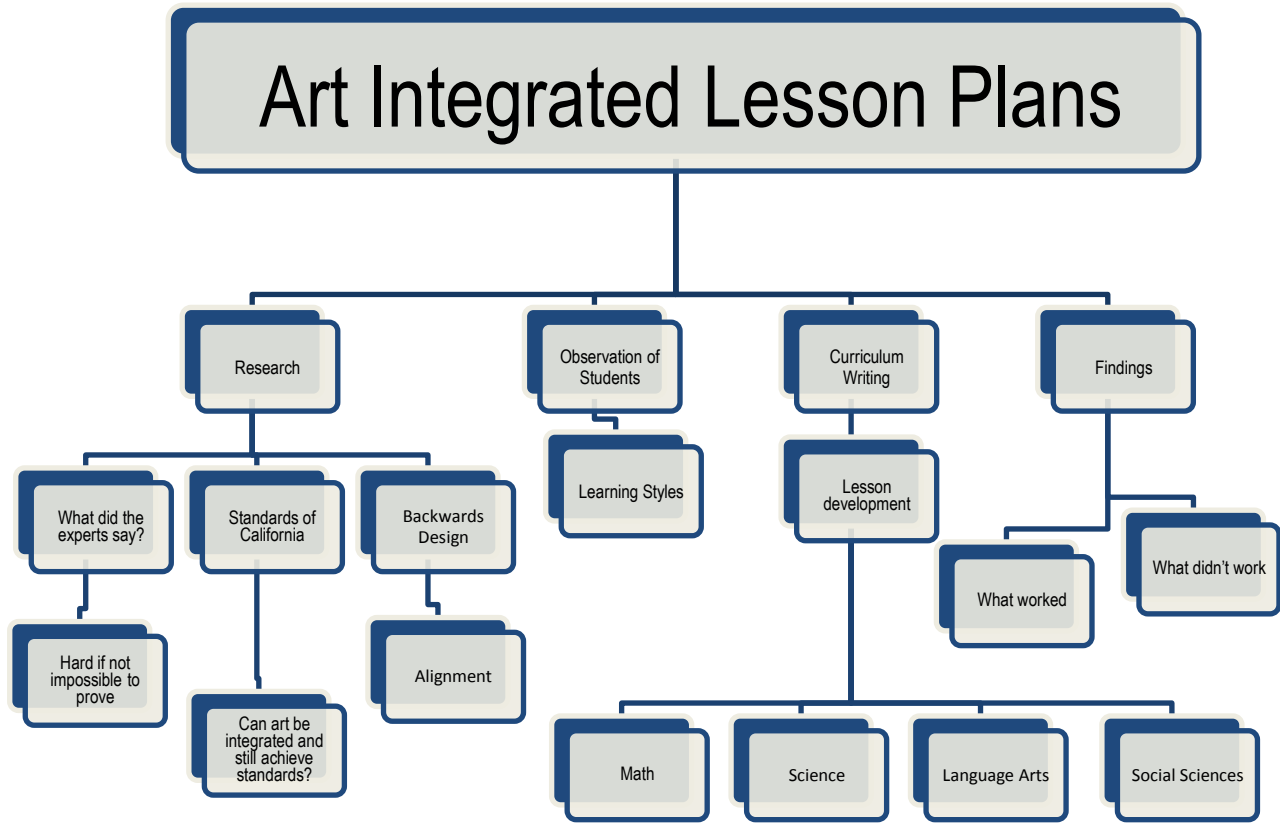 Art Integrated Lesson Plans
Research
Observation of
Students
Curriculum
Writing
Findings
What did the
experts say?
Standards of
California
Backwards
Design
Learning Styles
Lesson
development
What worked
What didn’t work
Hard if not
impossible to
prove
Can art be
integrated and
still achieve
standards?
Alignment
Math
Science
Language Arts
Social Sciences